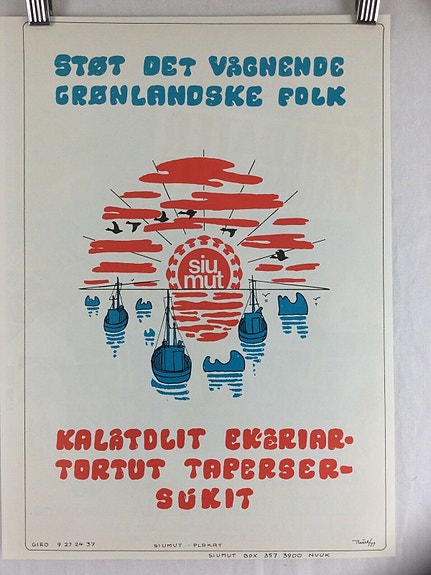 STØT DET VÅGNENDE
GRØNLANDSKE FOLK
siu
mut
KALÂTDLIT EKêRIAR-
TORTUT TAPERSER-
SÚKIT
GIRO 9 27 24 37
SIUMUT - PLAKAT
SIUMUT BOX 357 3900 NUUK